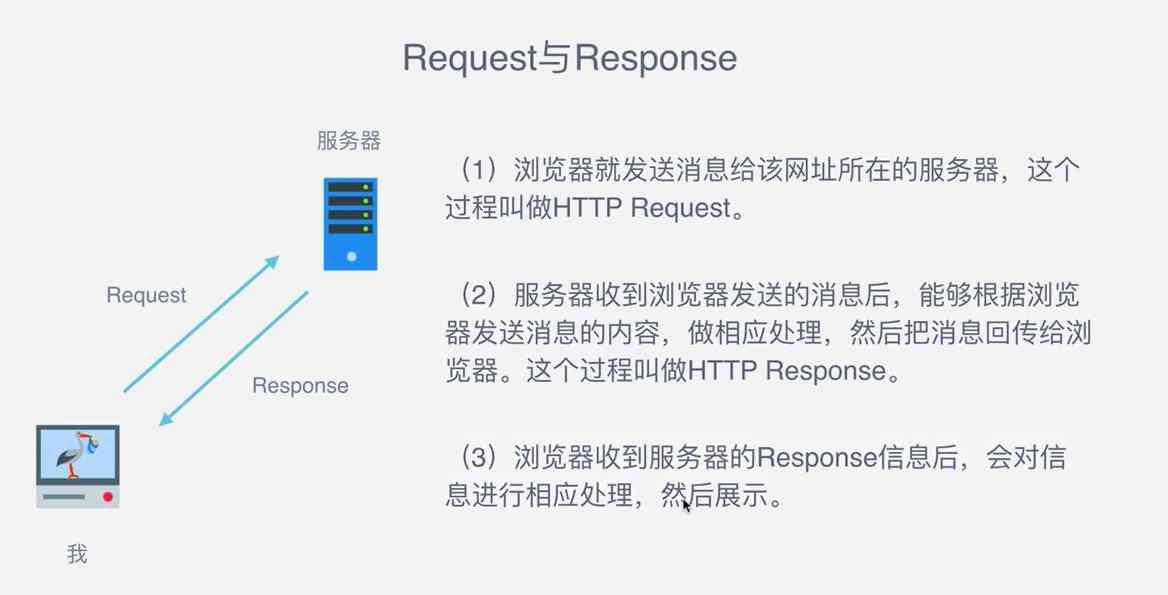 Request与Response
服务器
（1）浏览器就发送消息给该网址所在的服务器，这个
过程叫做HTTP Request。
（2）服务器收到浏览器发送的消息后，能够根据浏览
器发送消息的内容，做相应处理，然后把消息回传给浏
览器。这个过程叫做HTTP Response。
（3）浏览器收到服务器的Response信息后，会对信
息进行相应处理，然后展示。
Request
Response
我